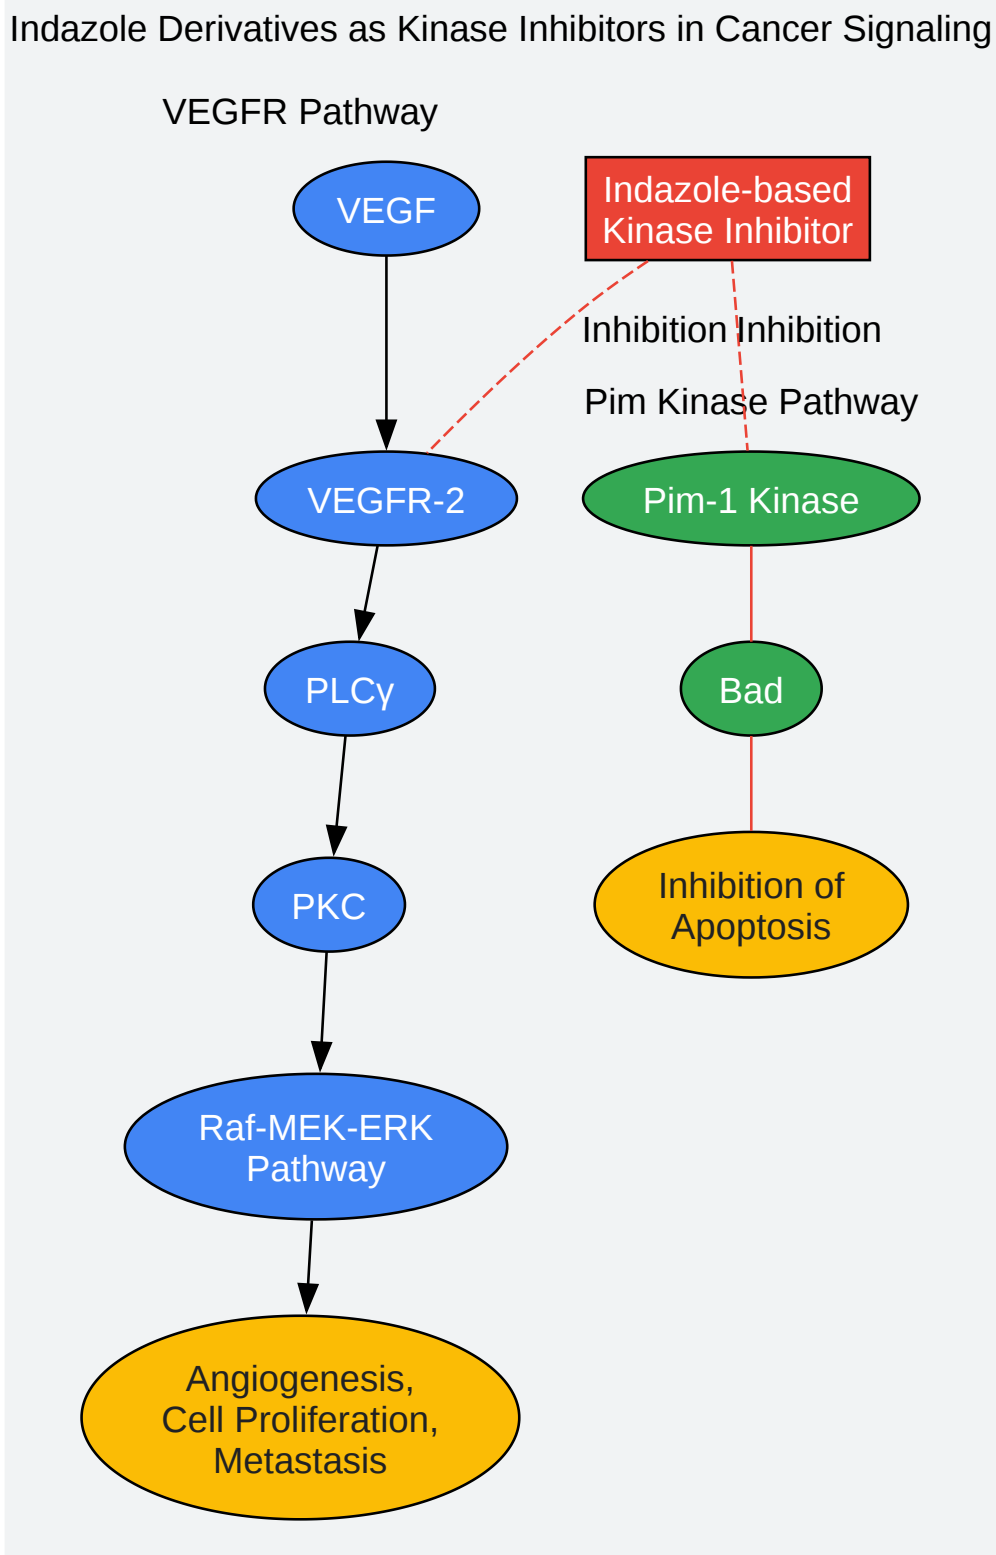 Indazole Derivatives as Kinase Inhibitors in Cancer Signaling
VEGFR Pathway
VEGF
Indazole-based
Kinase Inhibitor
Inhibition
Inhibition
Pim Kinase Pathway
VEGFR-2
Pim-1 Kinase
PLCγ
Bad
PKC
Inhibition of
Apoptosis
Raf-MEK-ERK
Pathway
Angiogenesis,
Cell Proliferation,
Metastasis